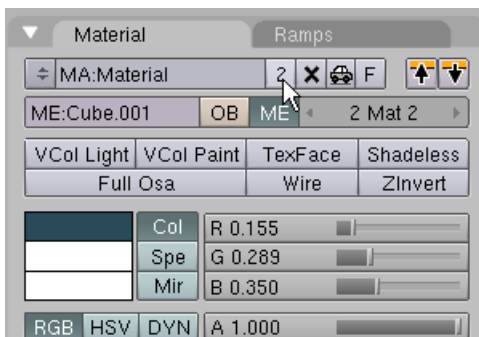 Material Ramps
MA:Material 2 F
ME:Cube.001 OB ME 2 Mat 2
VCol Light VCol Paint TexFace Shadeless
Full Osa Wire ZInvert
Col R 0.155
Spe G 0.289
Mir B 0.350
RGB HSV DYN A 1.000